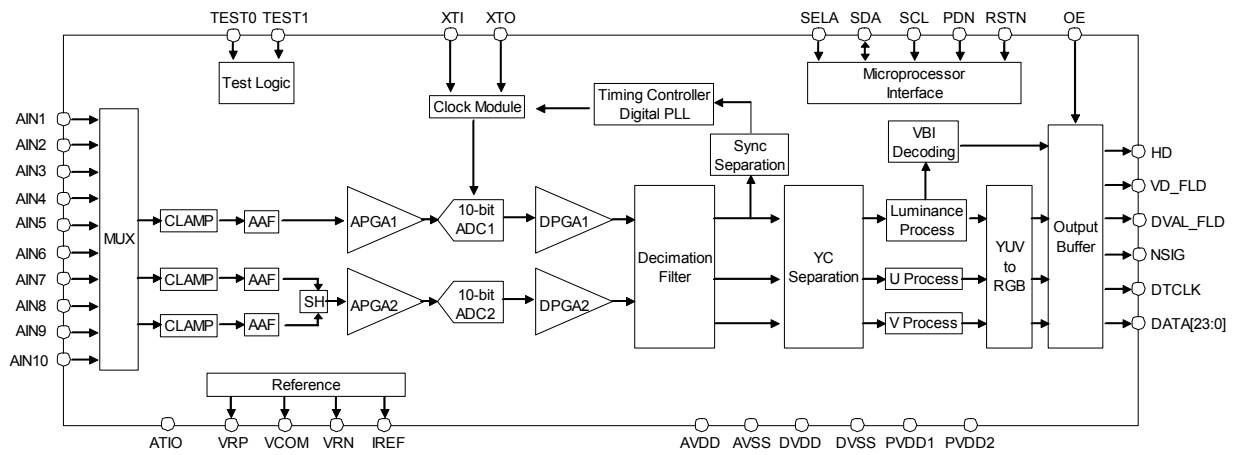 TEST0 TEST1
XTI
XTO
SELA
SDA
SCL
PDN
RSTN
OE
Test Logic
Clock Module
Timing Controller
Digital PLL
Microprocessor
Interface
AIN1
AIN2
AIN3
AIN4
AIN5
AIN6
AIN7
AIN8
AIN9
AIN10
MUX
CLAMP
AAF
CLAMP
AAF
CLAMP
AAF
SH
APGA1
APGA2
10-bit
ADC1
10-bit
ADC2
DPGA1
DPGA2
Decimation
Filter
Sync
Separation
YC
Separation
VBI
Decoding
Luminance
Process
U Process
V Process
YUV
to
RGB
Output
Buffer
HD
VD_FLD
DVAL_FLD
NSIG
DTCLK
DATA[23:0]
Reference
ATIO
VRP
VCOM
VRN
IREF
AVDD
AVSS
DVDD
DVSS
PVDD1
PVDD2